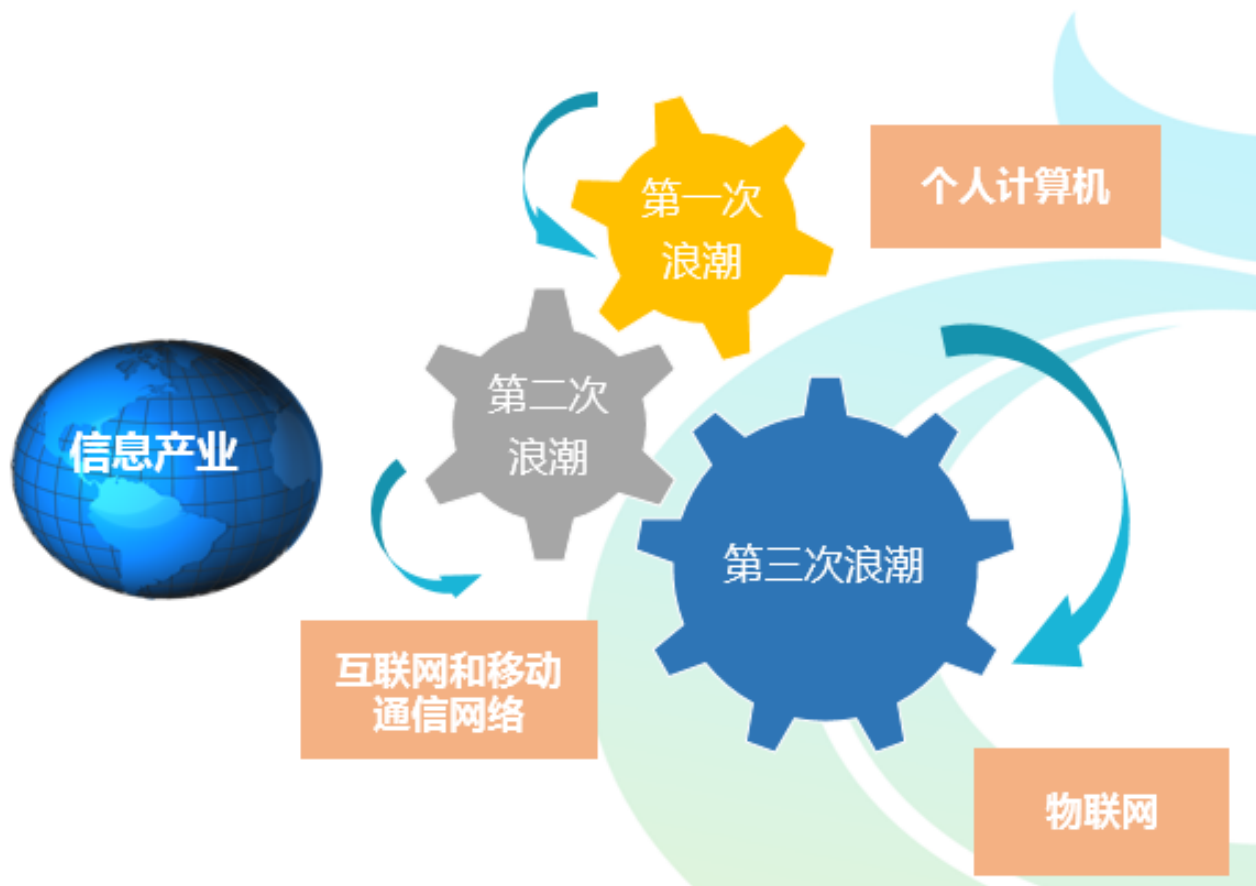 第一次
浪潮
个人计算机
第二次
浪潮
信息产业
第三次浪潮
互联网和移动
通信网络
物联网